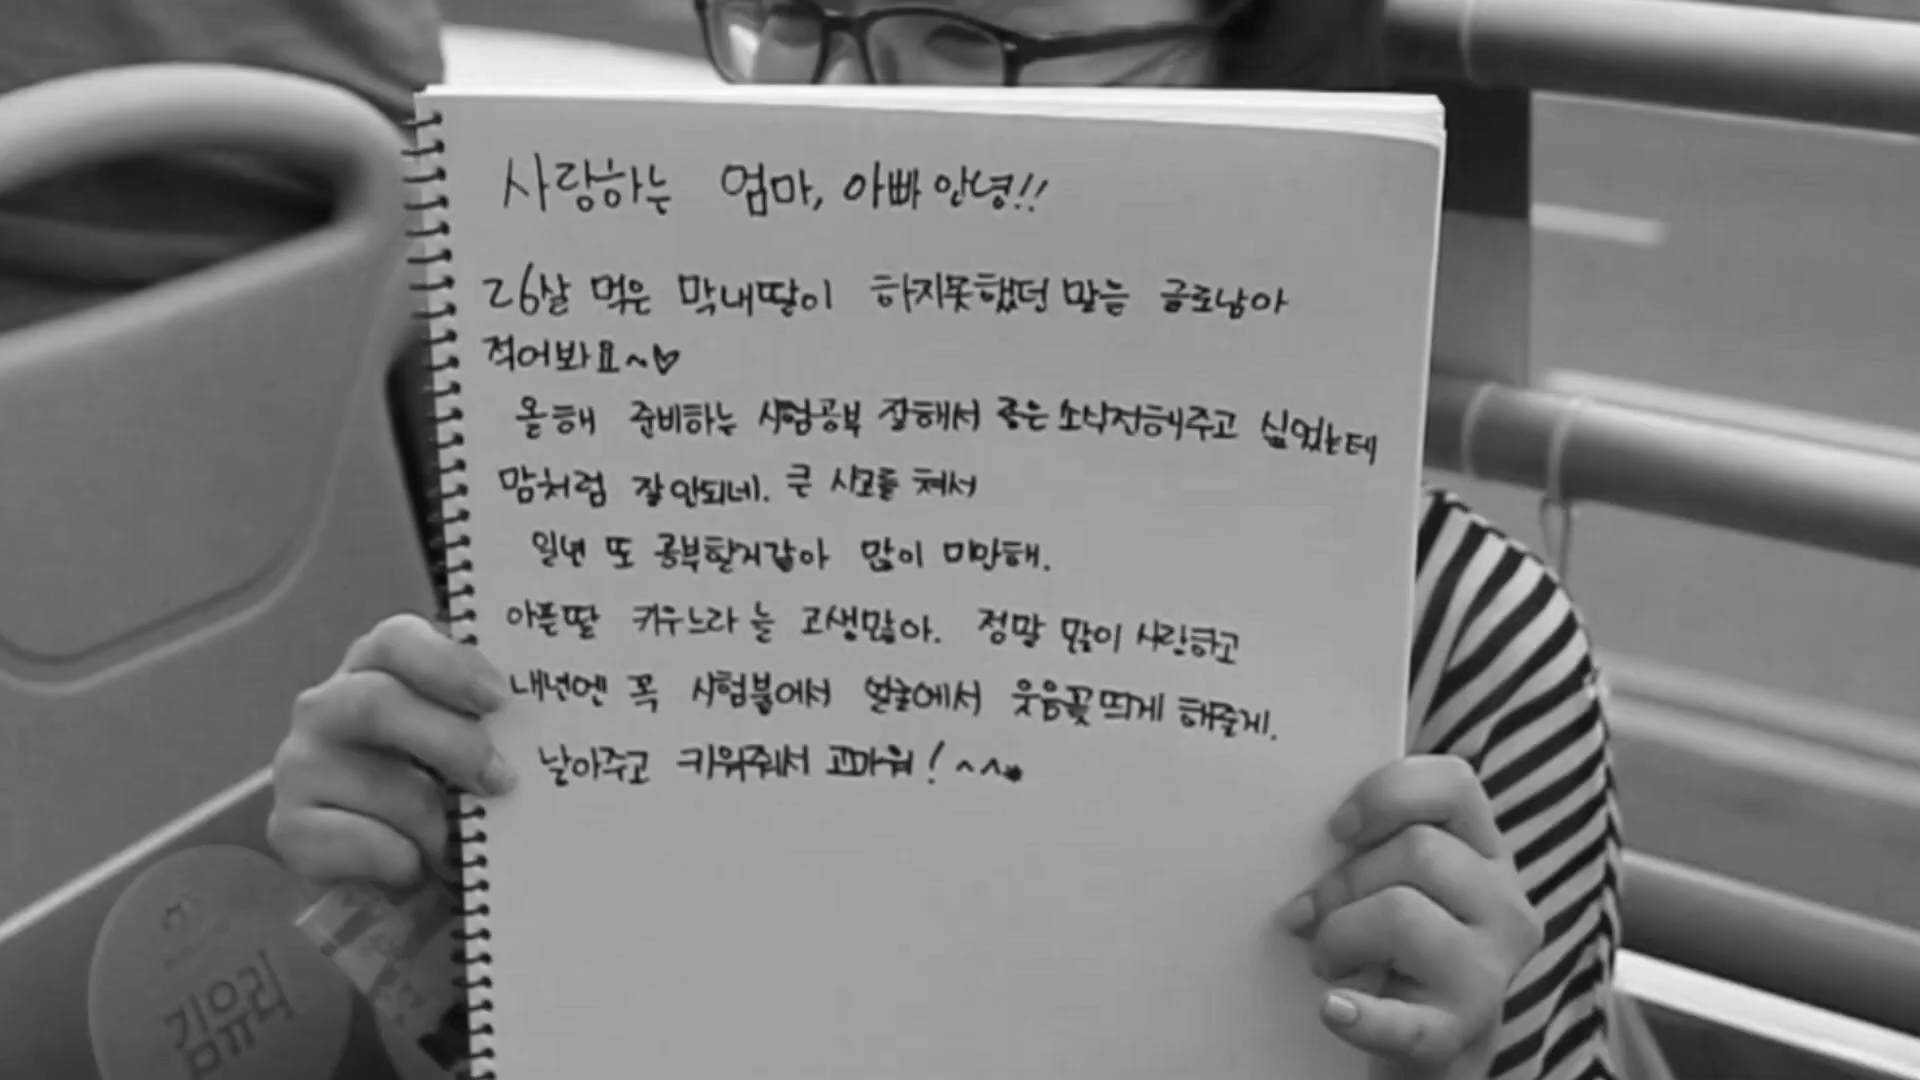 사랑하는 엄마, 아빠 안녕!!
26살 먹은 막내딸이 하지못했던 말을 글로남아
적어봐요~♡
올해 준비하는 시험공부 잘해서 좋은소식전해주고 싶었는데
맘처럼 잘안되네. 큰 사고를 쳐서
일년 또 공부할거같아 많이 미안해.
아픈딸 키우느라 늘 고생많아. 정말 많이 사랑하고
내년엔 꼭 시험붙어서 얼굴에서 웃음꽃띄게 해줄게.
낳아주고 키워줘서 고마워! ^^♥
김유리